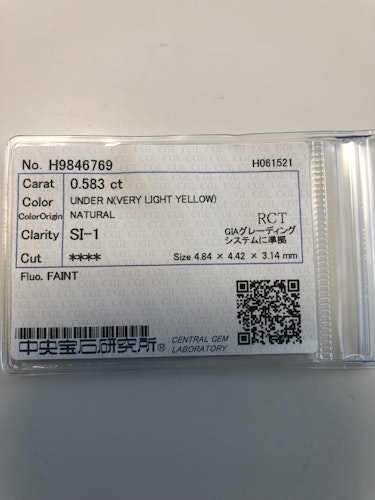 No. H9846769 H061521
Carat 0.583 ct
Color UNDER N(VERY LIGHT YELLOW)
ColorOrigin NATURAL
Clarity SI-1 RCT
GIAグレーディング
システムに準拠
Cut **** Size 4.84 × 4.42 × 3.14 mm
Fluo. FAINT
中央宝石研究所® CENTRAL GEM
LABORATORY